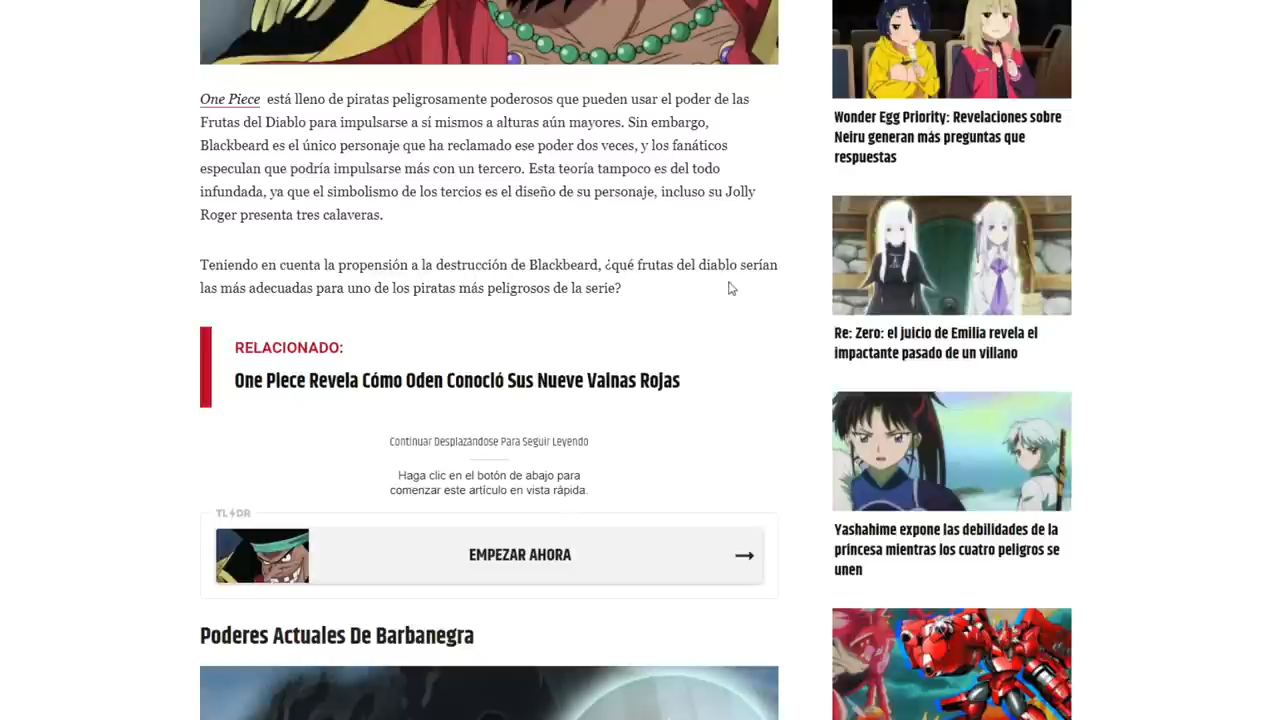 One Piece está lleno de piratas peligrosamente poderosos que pueden usar el poder de las
Frutas del Diablo para impulsarse a sí mismos a alturas aún mayores. Sin embargo,
Blackbeard es el único personaje que ha reclamado ese poder dos veces, y los fanáticos
especulan que podría impulsarse más con un tercero. Esta teoría tampoco es del todo
infundada, ya que el simbolismo de los tercios es el diseño de su personaje, incluso su Jolly
Roger presenta tres calaveras.
Teniendo en cuenta la propensión a la destrucción de Blackbeard, ¿qué frutas del diablo serían
las más adecuadas para uno de los piratas más peligrosos de la serie?
RELACIONADO:
One Piece Revela Cómo Oden Conoció Sus Nueve Vainas Rojas
Continuar Desplazándose Para Seguir Leyendo
Haga clic en el botón de abajo para
comenzar este artículo en vista rápida.
TL DR
EMPEZAR AHORA
Poderes Actuales De Barbanegra
Wonder Egg Priority: Revelaciones sobre
Neiru generan más preguntas que
respuestas
Re: Zero: el juicio de Emilia revela el
impactante pasado de un villano
Yashahime expone las debilidades de la
princesa mientras los cuatro peligros se
unen